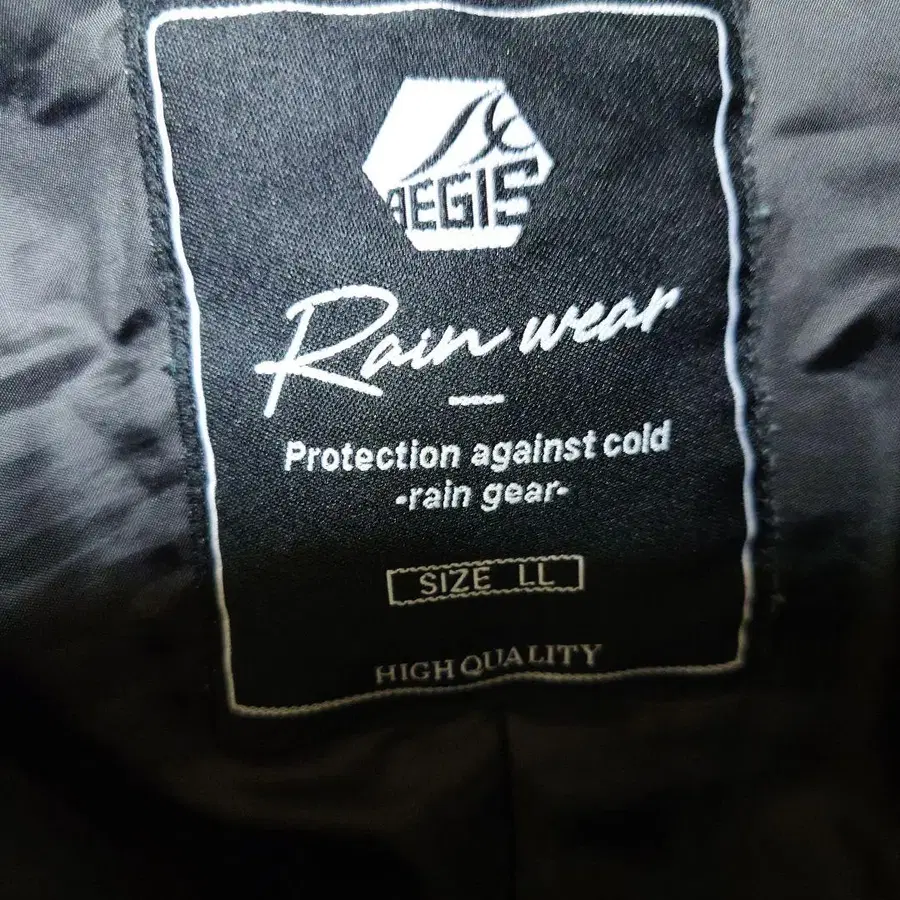 AEGIS
Rain wear
Protection against cold
-rain gear-
SIZE LL
HIGH QUALITY